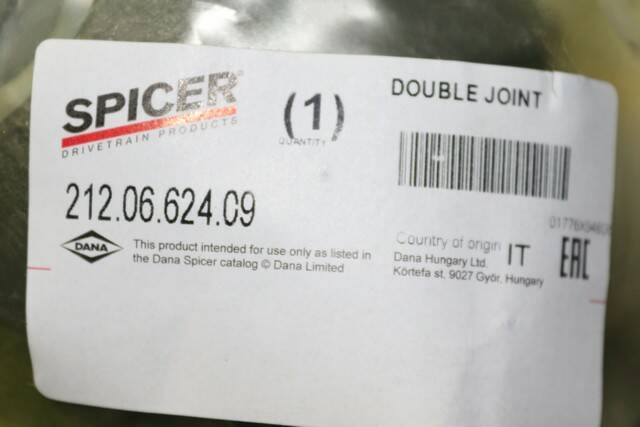 SPICER®
DRIVETRAIN PRODUCTS
(1)
QUANTITY
DOUBLE JOINT
212.06.624.09
DANA
This product intended for use only as listed in
the Dana Spicer catalog © Dana Limited
Country of origin IT
Dana Hungary Ltd.
Körtefa st. 9027 Győr, Hungary
EAC